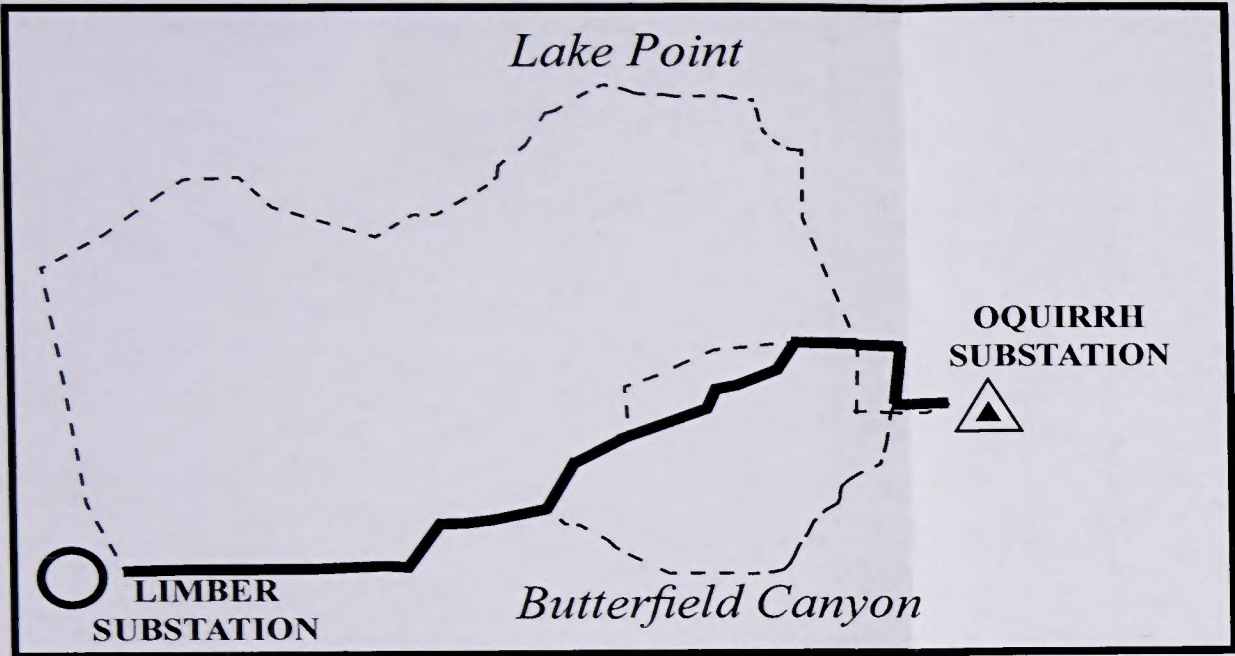 Lake Point
OQUIRRH
SUBSTATION
LIMBER
SUBSTATION
Butterfield Canyon